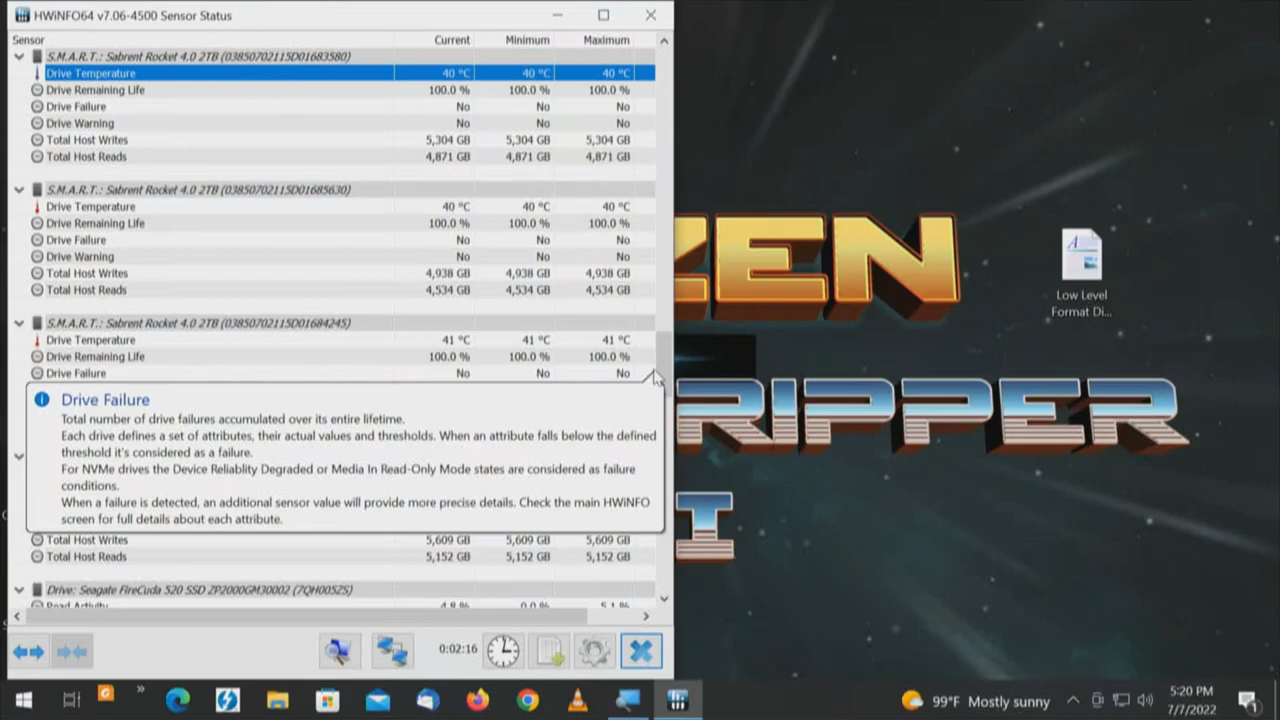 HWiNFO64 v7.06-4500 Sensor Status
Sensor Current Minimum Maximum
S.M.A.R.T.: Sabrent Rocket 4.0 2TB (03850702115D01683580)
Drive Temperature 40 °C 40 °C 40 °C
Drive Remaining Life 100.0 % 100.0 % 100.0 %
Drive Failure No No No
Drive Warning No No No
Total Host Writes 5,304 GB 5,304 GB 5,304 GB
Total Host Reads 4,871 GB 4,871 GB 4,871 GB
S.M.A.R.T.: Sabrent Rocket 4.0 2TB (03850702115D01685630)
Drive Temperature 40 °C 40 °C 40 °C
Drive Remaining Life 100.0 % 100.0 % 100.0 %
Drive Failure No No No
Drive Warning No No No
Total Host Writes 4,938 GB 4,938 GB 4,938 GB
Total Host Reads 4,534 GB 4,534 GB 4,534 GB
S.M.A.R.T.: Sabrent Rocket 4.0 2TB (03850702115D01684245)
Drive Temperature 41 °C 41 °C 41 °C
Drive Remaining Life 100.0 % 100.0 % 100.0 %
Drive Failure No No No
Drive Failure
Total number of drive failures accumulated over its entire lifetime.
Each drive defines a set of attributes, their actual values and thresholds. When an attribute falls below the defined
threshold it's considered as a failure.
For NVMe drives the Device Reliablity Degraded or Media In Read-Only Mode states are considered as failure
conditions.
When a failure is detected, an additional sensor value will provide more precise details. Check the main HWiNFO
screen for full details about each attribute.
Total Host Writes 5,609 GB 5,609 GB 5,609 GB
Total Host Reads 5,152 GB 5,152 GB 5,152 GB
Drive: Seagate FireCuda 520 SSD ZP2000GM30002 (7QH005ZS)
Read Activity 4.8 % 0.0 % 5.1 %
0:02:16
ZEN
RIPPER
I
Low Level
Format Di...
99°F Mostly sunny
5:20 PM
7/7/2022
1